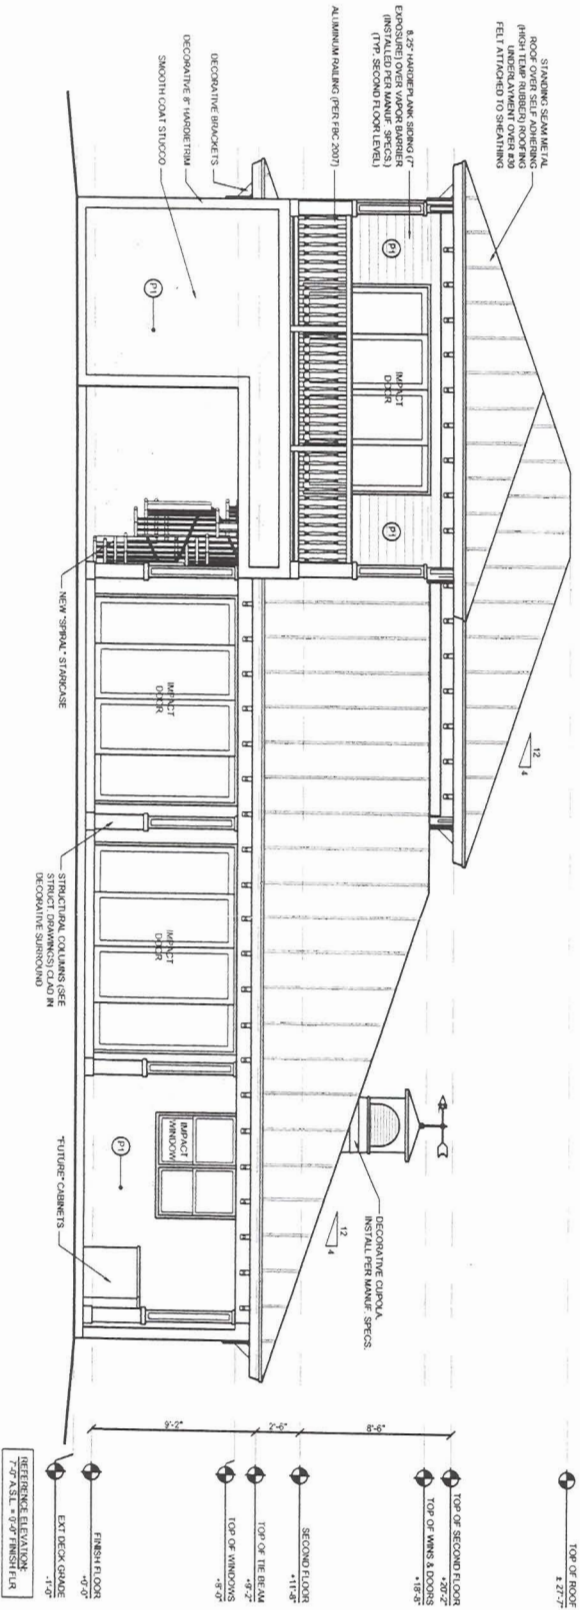 STANDING SEAM METAL
ROOF OVER SELF ADHERING
(HIGH TEMP RUBBER) ROOFING
UNDERLAYMENT OVER #30
FELT ATTACHED TO SHEATHING
8.25" HARDIEPLANK SIDING (7"
EXPOSURE) OVER VAPOR BARRIER
(INSTALLED PER MANUF. SPECS.)
(TYP. SECOND FLOOR LEVEL)
ALUMINUM RAILING (PER FBC 2007)
DECORATIVE BRACKETS
DECORATIVE 8" HARDIETRIM
SMOOTH COAT STUCCO
P1
IMPACT
DOOR
P1
P1
NEW "SPIRAL" STAIRCASE
IMPACT
DOOR
STRUCTURAL COLUMNS (SEE
STRUCT. DRAWINGS) CLAD IN
DECORATIVE SURROUND
IMPACT
DOOR
12
4
IMPACT
WINDOW
P1
"FUTURE" CABINETS
DECORATIVE CUPOLA.
INSTALL PER MANUF. SPECS.
12
4
9'-2"
2'-6"
8'-6"
TOP OF ROOF
± 27'-7"
TOP OF SECOND FLOOR
+20'-2"
TOP OF WINS & DOORS
+18'-8"
SECOND FLOOR
+11'-8"
TOP OF TIE BEAM
+9'-2"
TOP OF WINDOWS
+8'-0"
FINISH FLOOR
+0'-0"
EXT DECK GRADE
-1'-0"
REFERENCE ELEVATION:
7'-0" A.S.L. = 0'-0" FINISH FLR